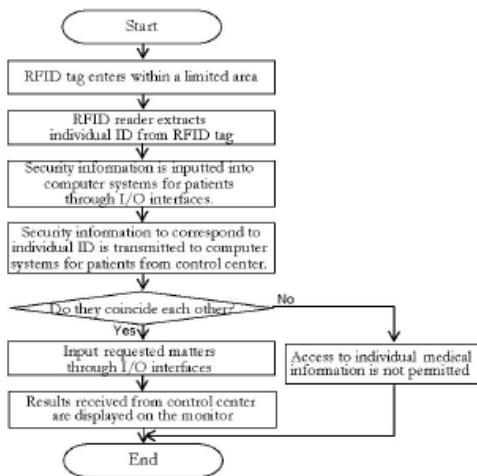 Start
RFID tag enters within a limited area
RFID reader extracts
individual ID from RFID tag
Security information is inputted into
computer systems for patients
through I/O interfaces.
Security information to correspond to
individual ID is transmitted to computer
systems for patients from control center.
Do they coincide each other?
No
Yes
Input requested matters
through I/O interfaces
Access to individual medical
information is not permitted
Results received from control center
are displayed on the monitor
End